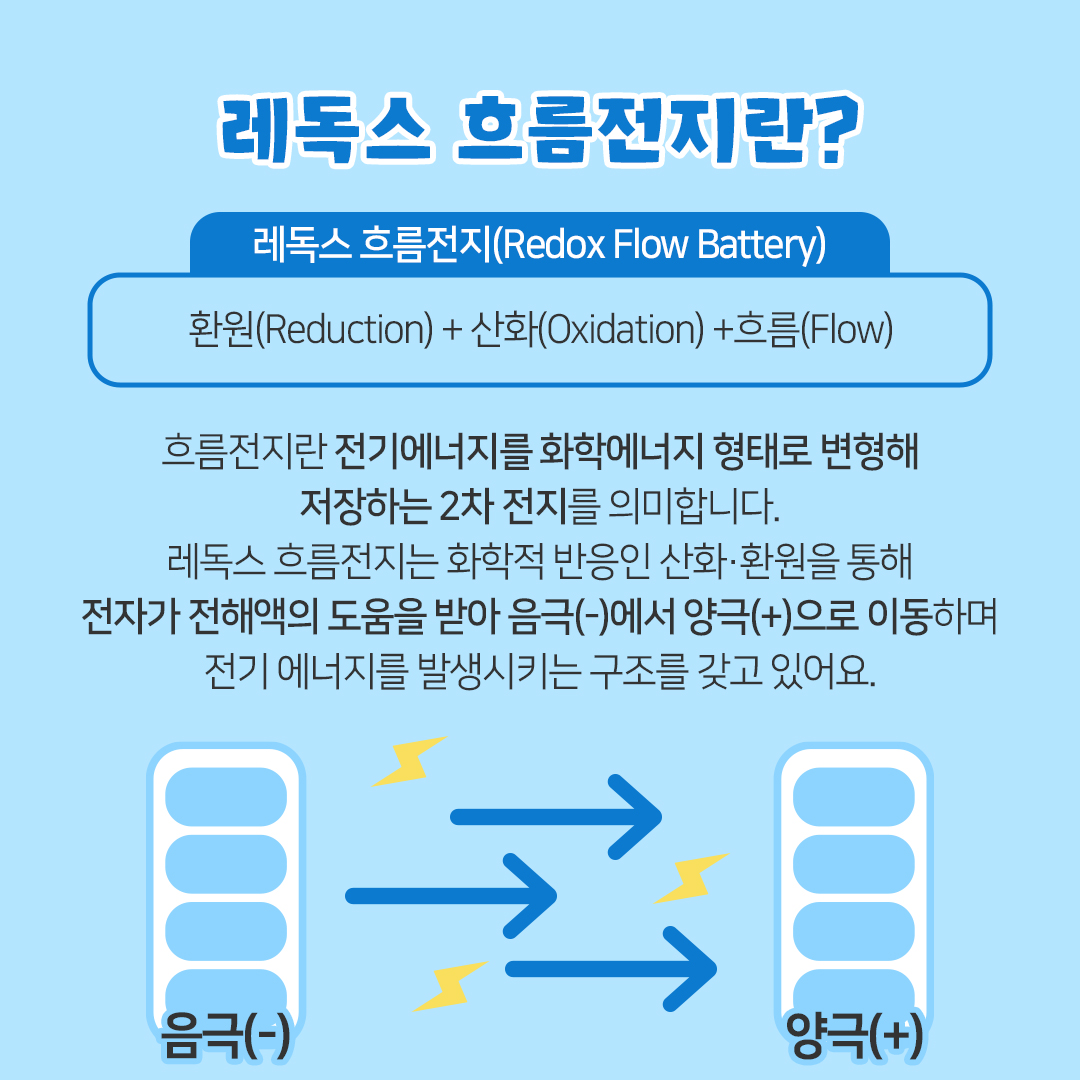 레독스 흐름전지란?
레독스 흐름전지(Redox Flow Battery)
환원(Reduction) + 산화(Oxidation) +흐름(Flow)
흐름전지란 전기에너지를 화학에너지 형태로 변형해
저장하는 2차 전지를 의미합니다.
레독스 흐름전지는 화학적 반응인 산화·환원을 통해
전자가 전해액의 도움을 받아 음극(-)에서 양극(+)으로 이동하며
전기 에너지를 발생시키는 구조를 갖고 있어요.
음극(-)
양극(+)